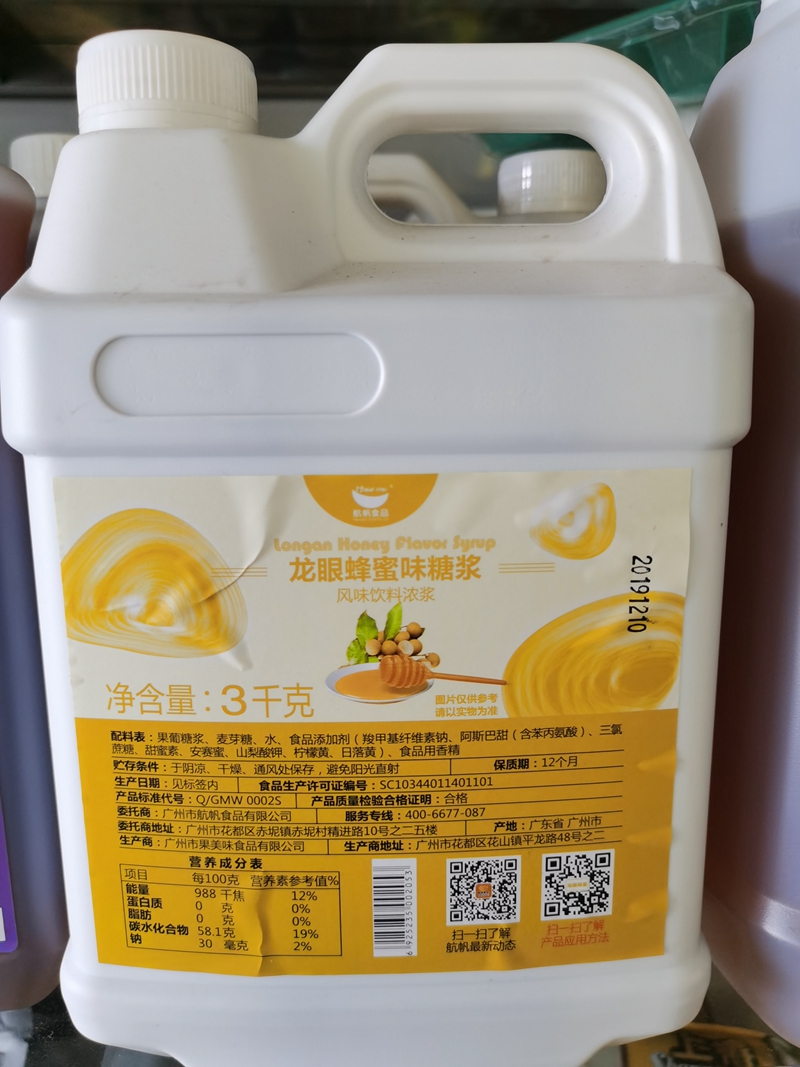 航帆食品
Longan Honey Flavor Syrup
龙眼蜂蜜味糖浆
风味饮料浓浆
20191210
净含量:3千克
图片仅供参考
请以实物为准
配料表:果葡糖浆、麦芽糖、水、食品添加剂(羧甲基纤维素钠、阿斯巴甜(含苯丙氨酸)、三氯
蔗糖、甜蜜素、安赛蜜、山梨酸钾、柠檬黄、日落黄)、食品用香精
贮存条件:于阴凉、干燥、通风处保存,避免阳光直射 保质期:12个月
生产日期:见标签内 食品生产许可证编号:SC10344011401101
产品标准代号:Q/GMW 0002S 产品质量检验合格证明:合格
委托商:广州市航帆食品有限公司 服务专线:400-6677-087
委托商地址:广州市花都区赤坭镇赤坭村精进路10号之二五楼 产地:广东省 广州市
生产商:广州市果美味食品有限公司 生产商地址:广州市花都区花山镇平龙路48号之二
营养成分表
项目 每100克 营养素参考值%
能量 988 千焦 12%
蛋白质 0 克 0%
脂肪 0 克 0%
碳水化合物 58.1克 19%
钠 30 毫克 2%
6925235002053
扫一扫了解
航帆最新动态
扫一扫了解
产品应用方法